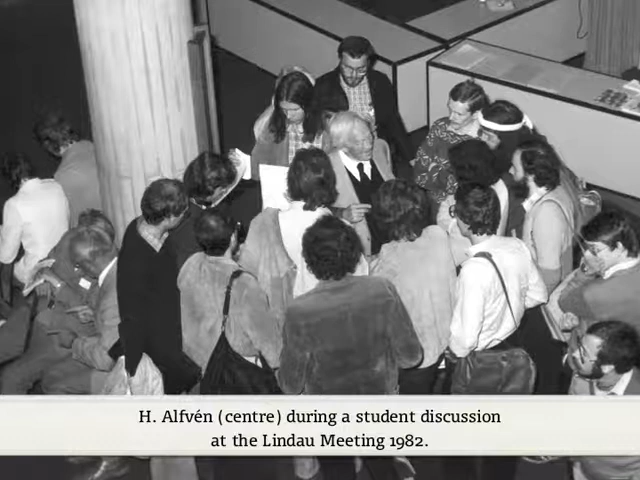 H. Alfvén (centre) during a student discussion
at the Lindau Meeting 1982.